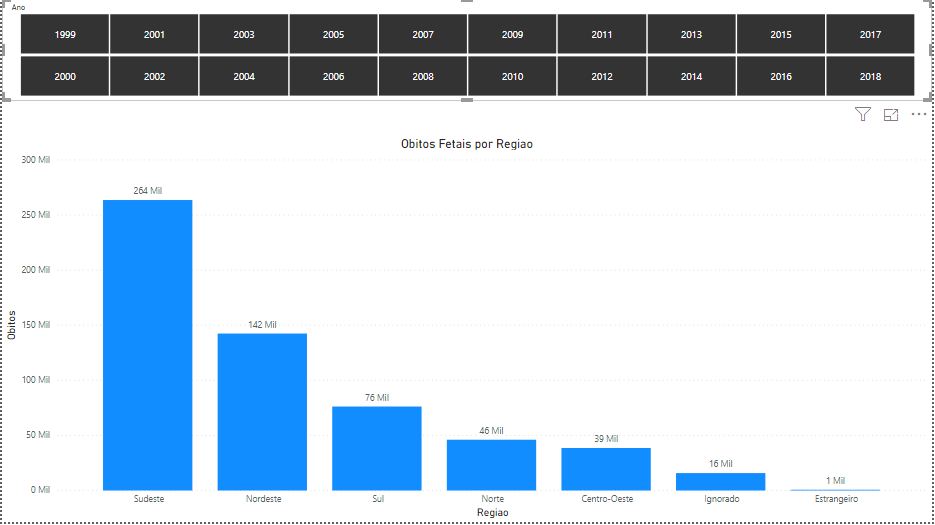 Ano
1999 2001 2003 2005 2007 2009 2011 2013 2015 2017
2000 2002 2004 2006 2008 2010 2012 2014 2016 2018
Obitos Fetais por Regiao
300 Mil
264 Mil
250 Mil
200 Mil
150 Mil
142 Mil
100 Mil
76 Mil
50 Mil
46 Mil
39 Mil
16 Mil
1 Mil
0 Mil
Obitos
Sudeste Nordeste Sul Norte Centro-Oeste Ignorado Estrangeiro
Regiao